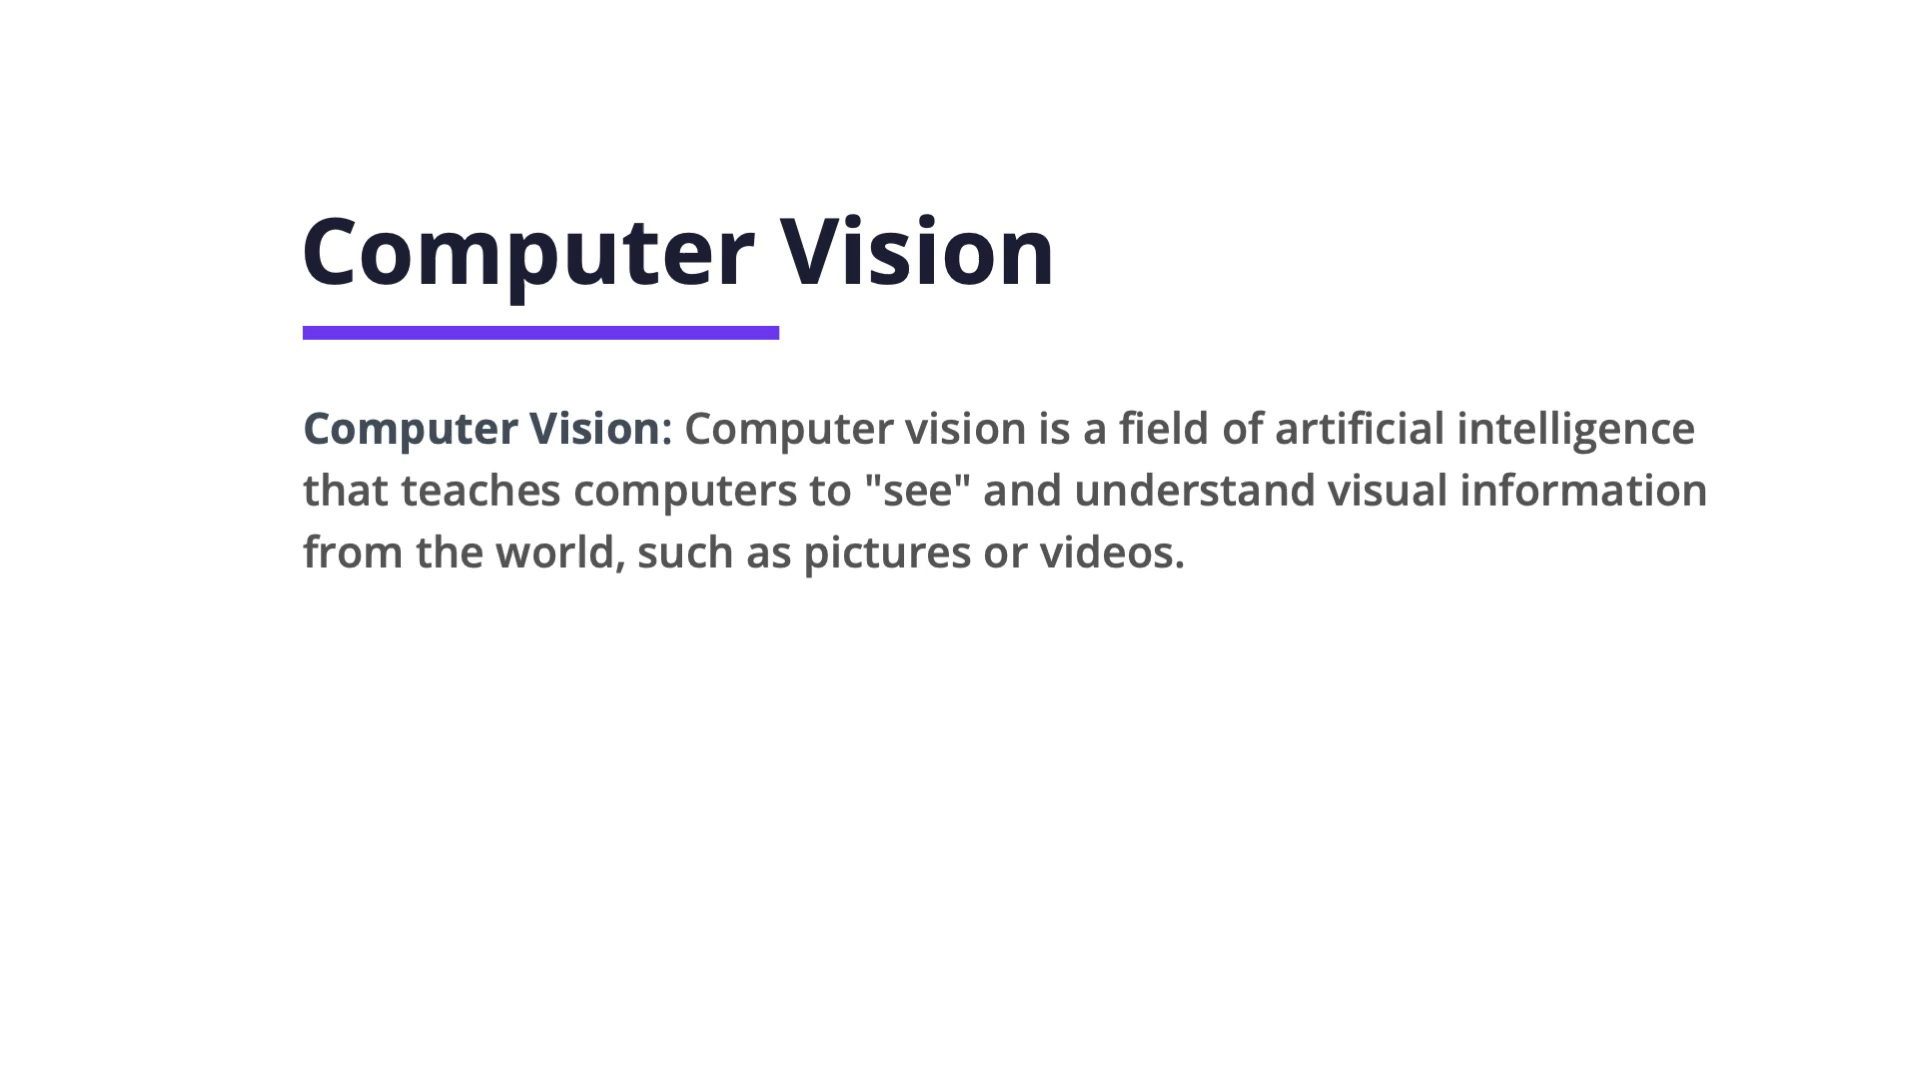 Computer Vision
Computer Vision: Computer vision is a field of artificial intelligence
that teaches computers to "see" and understand visual information
from the world, such as pictures or videos.